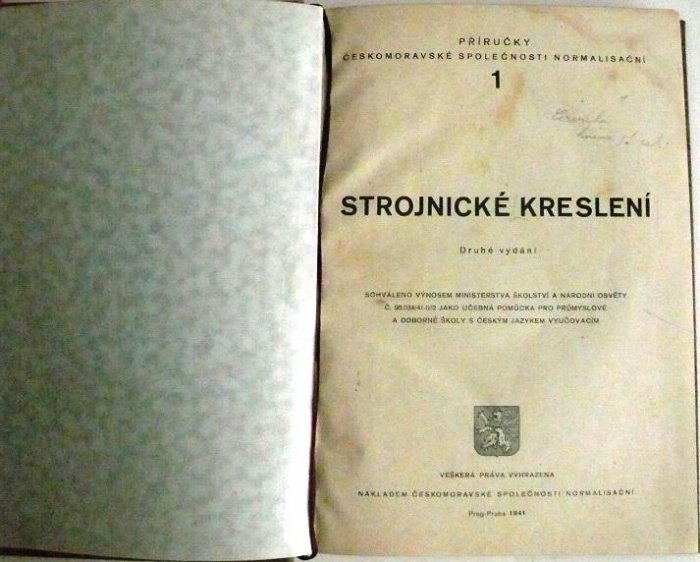 PŘÍRUČKY
ČESKOMORAVSKÉ SPOLEČNOSTI NORMALISAČNÍ
1
STROJNICKÉ KRESLENÍ
Druhé vydání
SCHVÁLENO VÝNOSEM MINISTERSTVA ŠKOLSTVÍ A NÁRODNÍ OSVĚTY
JAKO UČEBNÁ POMŮCKA PRO PRŮMYSLOVÉ
A ODBORNÉ ŠKOLY S ČESKÝM JAZYKEM VYUČOVACÍM
VEŠKERÁ PRÁVA VYHRAZENA
NÁKLADEM ČESKOMORAVSKÉ SPOLEČNOSTI NORMALISAČNÍ
Prag-Praha 1941